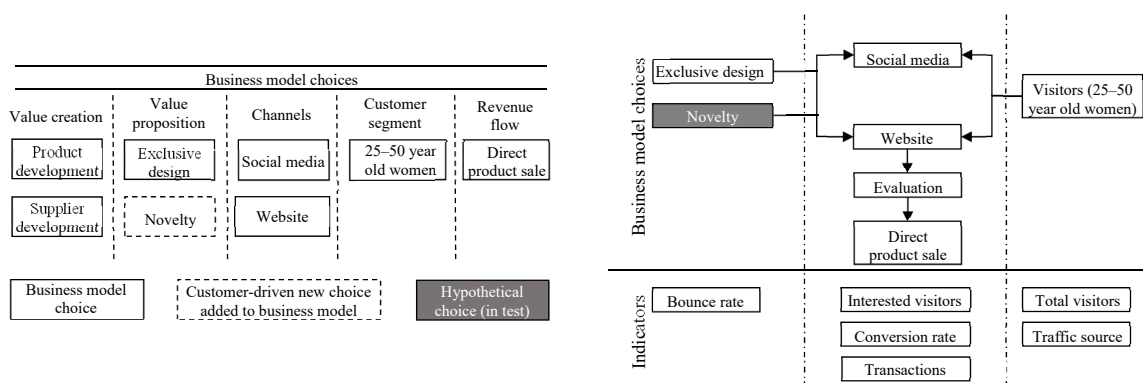 Business model choices
Value creation
Value
proposition
Channels
Customer
segment
Revenue
flow
Product
development
Exclusive
design
Social media
25–50 year
old women
Direct
product sale
Supplier
development
Novelty
Website
Business model
choice
Customer-driven new choice
added to business model
Hypothetical
choice (in test)
Business model choices
Exclusive design
Novelty
Social media
Website
Evaluation
Direct
product sale
Visitors (25–50
year old women)
Indicators
Bounce rate
Interested visitors
Conversion rate
Transactions
Total visitors
Traffic source